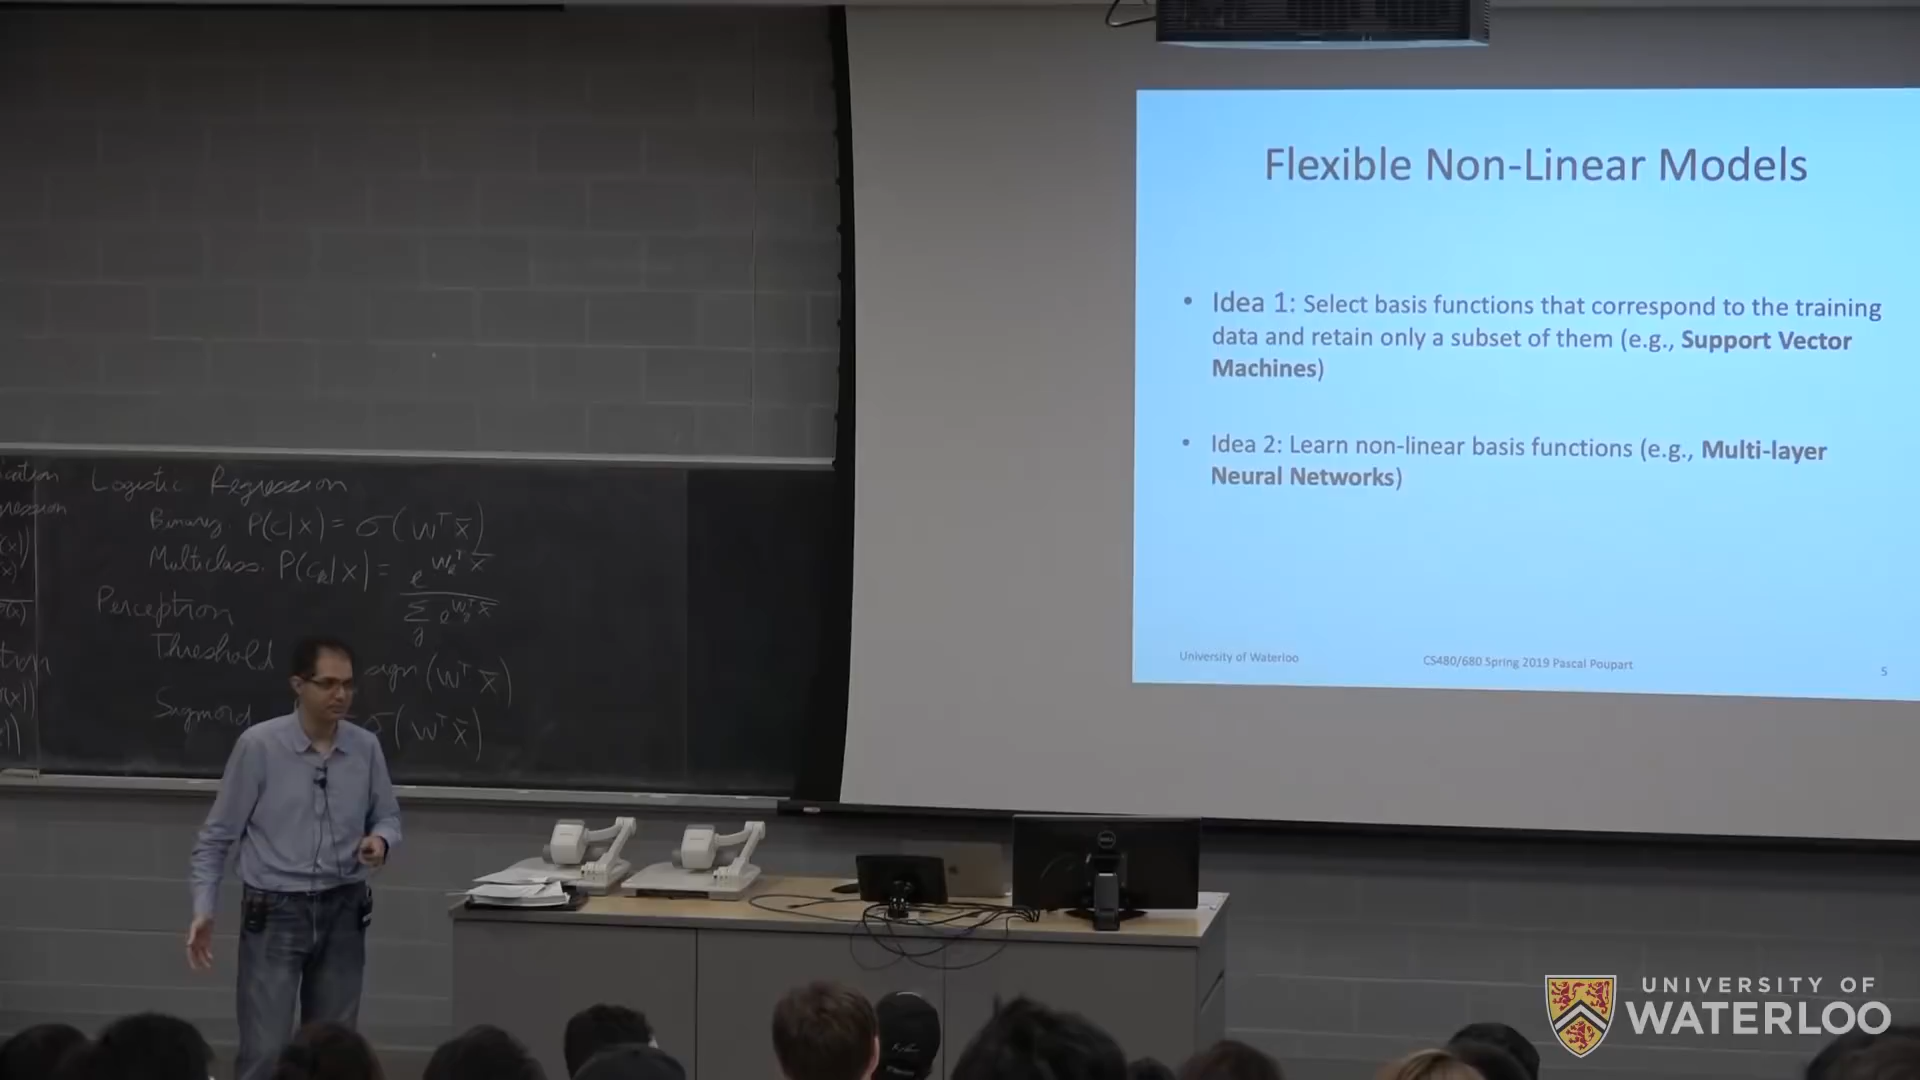 Flexible Non-Linear Models
• Idea 1: Select basis functions that correspond to the training
data and retain only a subset of them (e.g., Support Vector
Machines)
• Idea 2: Learn non-linear basis functions (e.g., Multi-layer
Neural Networks)
University of Waterloo
CS480/680 Spring 2019 Pascal Poupart
5
Logistic Regression
Binary: P(C|x) = σ(wᵀx̄)
Multiclass: P(cₖ|x) = e^{wₖᵀx̄} / Σⱼ e^{wⱼᵀx̄}
Perceptron
Threshold sign(wᵀx̄)
Sigmoid σ(wᵀx̄)
UNIVERSITY OF
WATERLOO